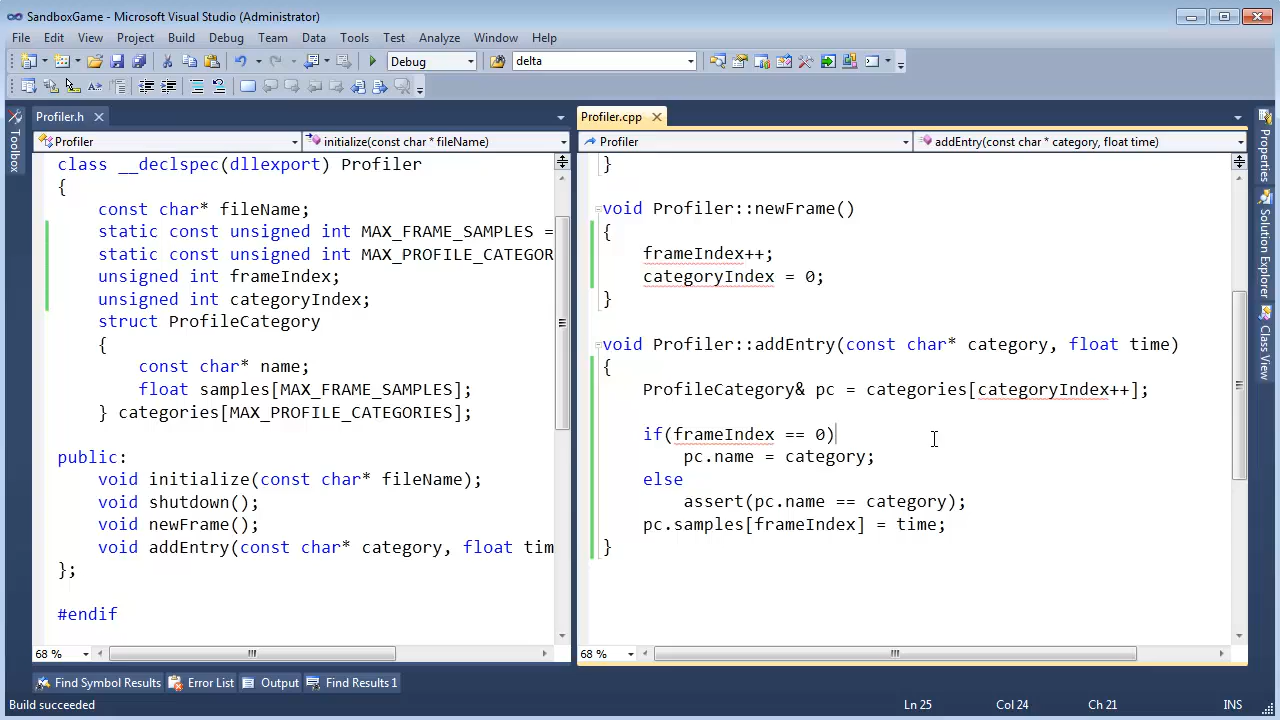 SandboxGame - Microsoft Visual Studio (Administrator)
File Edit View Project Build Debug Team Data Tools Test Analyze Window Help
Debug delta
Profiler.h
Profiler
initialize(const char * fileName)
class __declspec(dllexport) Profiler
{
const char* fileName;
static const unsigned int MAX_FRAME_SAMPLES =
static const unsigned int MAX_PROFILE_CATEGOR
unsigned int frameIndex;
unsigned int categoryIndex;
struct ProfileCategory
{
const char* name;
float samples[MAX_FRAME_SAMPLES];
} categories[MAX_PROFILE_CATEGORIES];
public:
void initialize(const char* fileName);
void shutdown();
void newFrame();
void addEntry(const char* category, float tim
};
#endif
68 %
Profiler.cpp
Profiler
addEntry(const char * category, float time)
}
void Profiler::newFrame()
{
frameIndex++;
categoryIndex = 0;
}
void Profiler::addEntry(const char* category, float time)
{
ProfileCategory& pc = categories[categoryIndex++];
if(frameIndex == 0)
pc.name = category;
else
assert(pc.name == category);
pc.samples[frameIndex] = time;
}
68 %
Toolbox
Properties
Solution Explorer
Class View
Find Symbol Results Error List Output Find Results 1
Build succeeded Ln 25 Col 24 Ch 21 INS